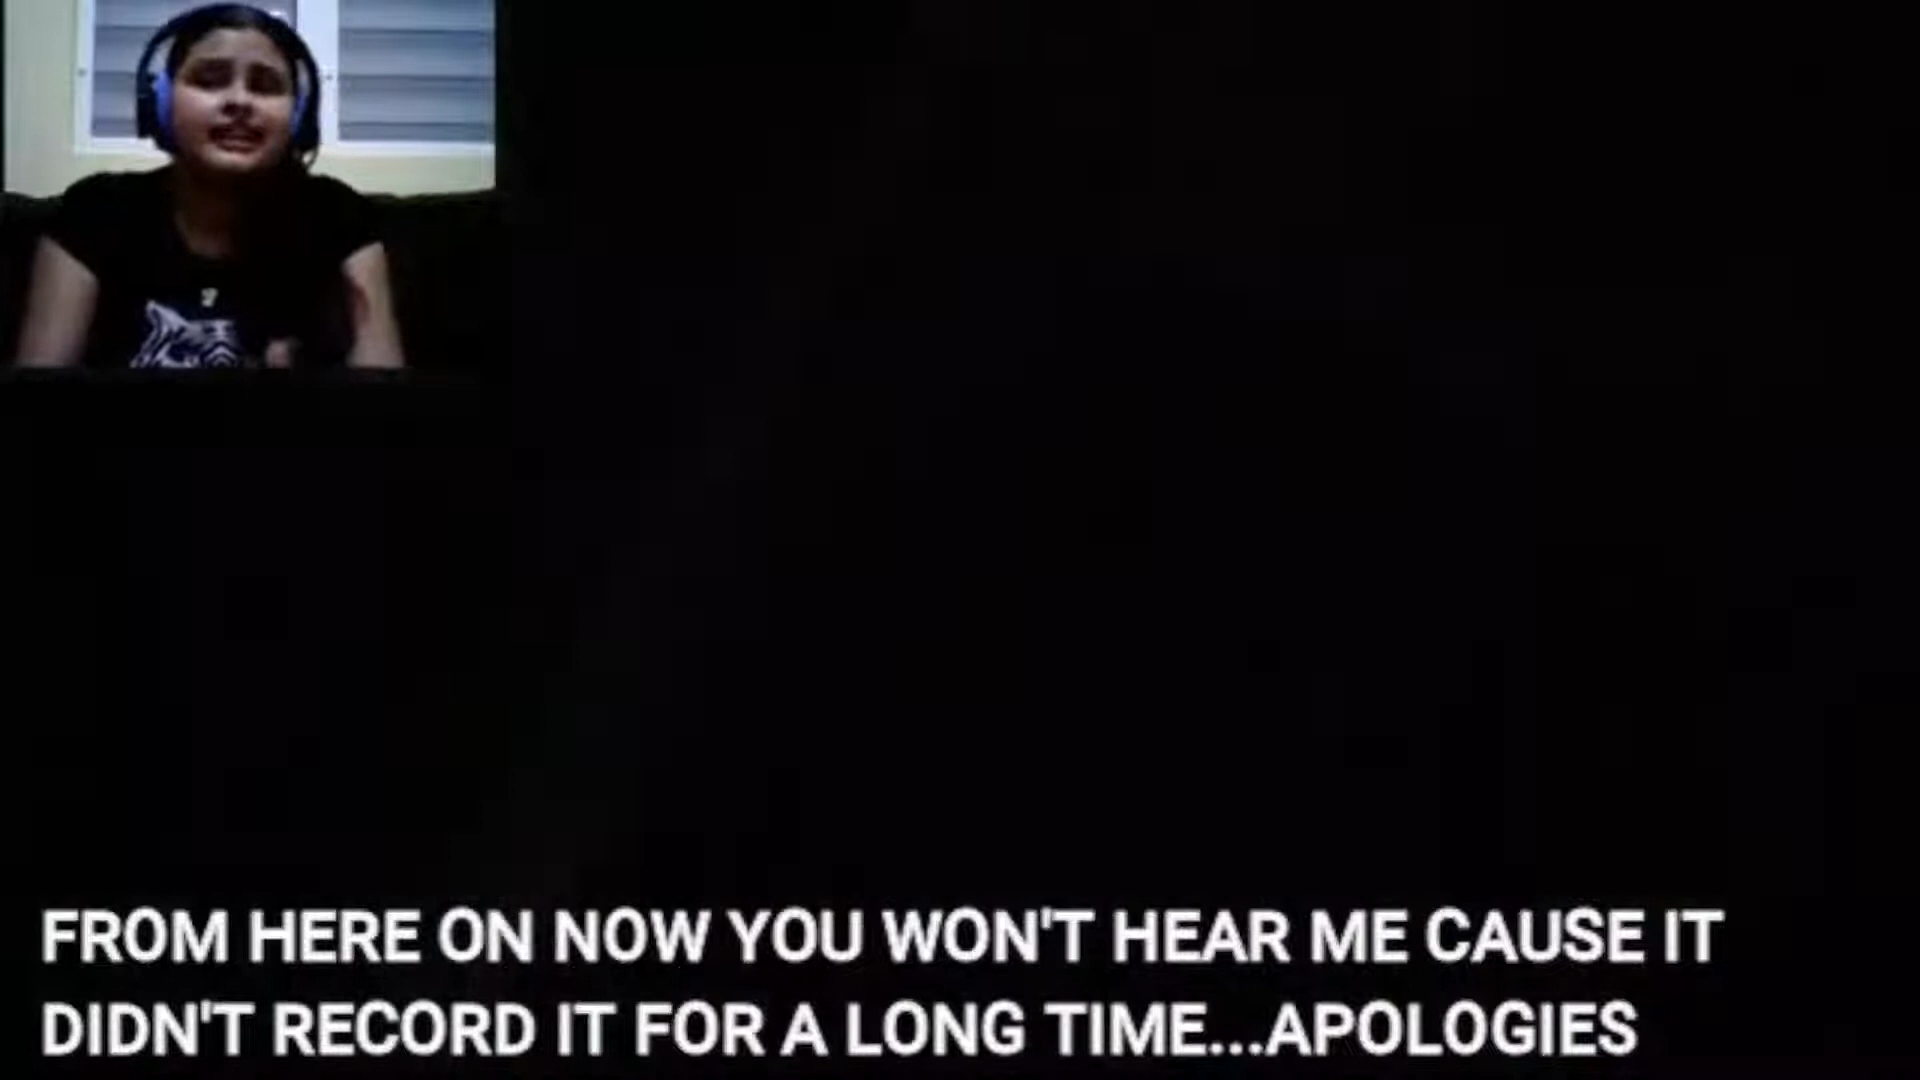 FROM HERE ON NOW YOU WON'T HEAR ME CAUSE IT
DIDN'T RECORD IT FOR A LONG TIME...APOLOGIES